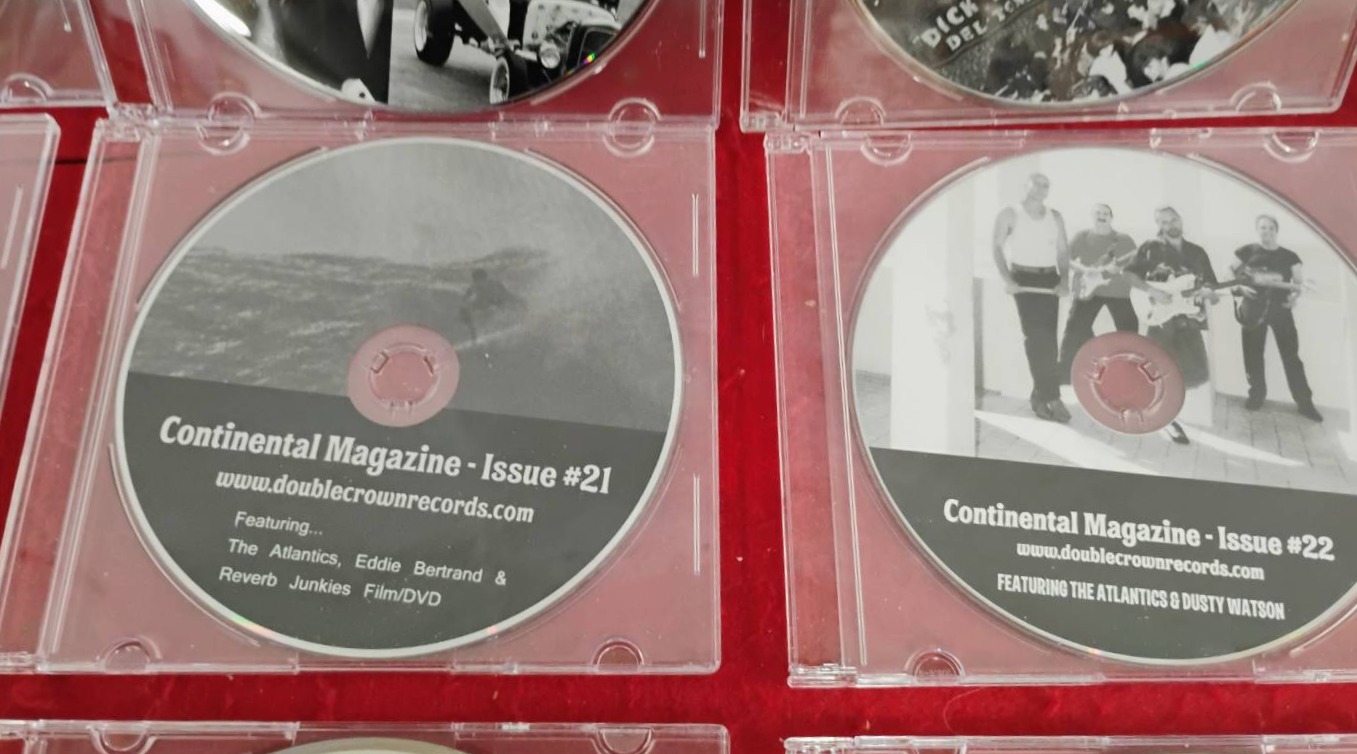 DICK
Continental Magazine - Issue #21
www.doublecrownrecords.com
Featuring...
The Atlantics, Eddie Bertrand &
Reverb Junkies Film/DVD
Continental Magazine - Issue #22
www.doublecrownrecords.com
FEATURING THE ATLANTICS & DUSTY WATSON